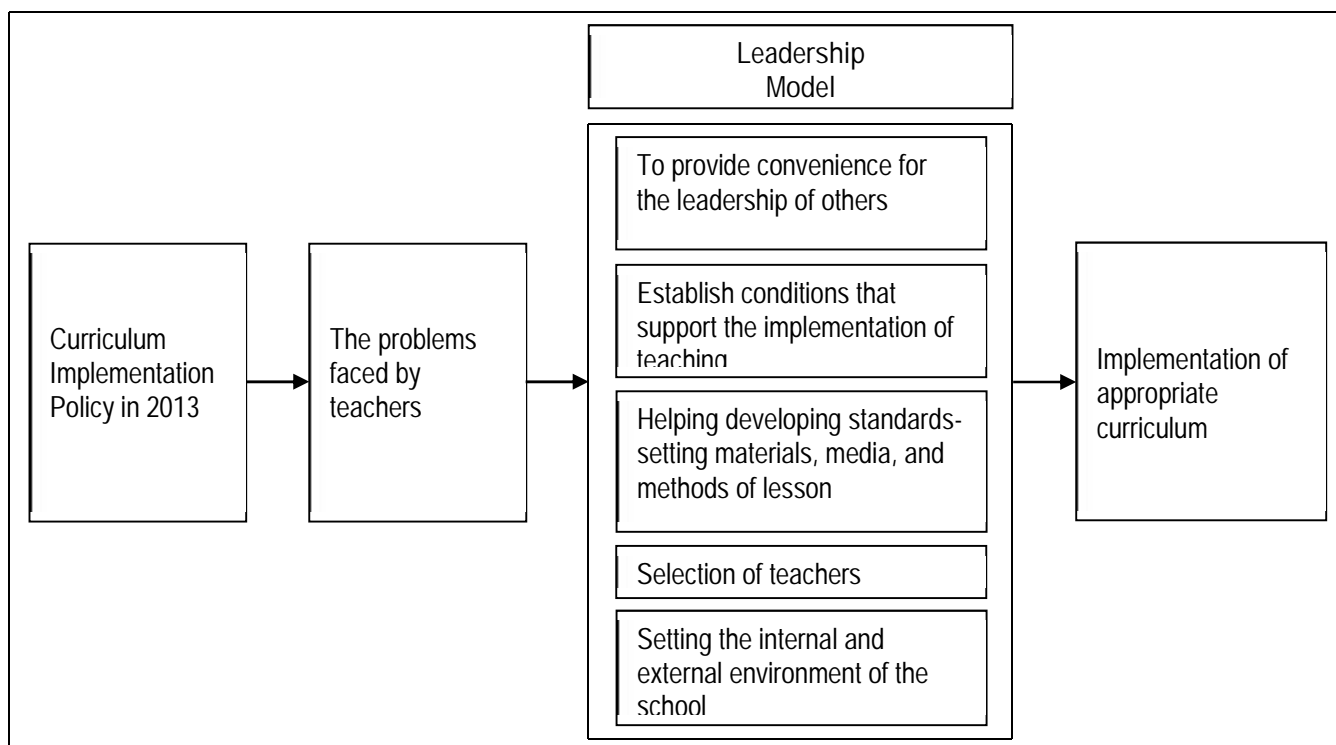 Leadership
Model
To provide convenience for
the leadership of others
Establish conditions that
support the implementation of
teaching
Helping developing standards-
setting materials, media, and
methods of lesson
Selection of teachers
Setting the internal and
external environment of the
school
Curriculum
Implementation
Policy in 2013
The problems
faced by
teachers
Implementation of
appropriate
curriculum